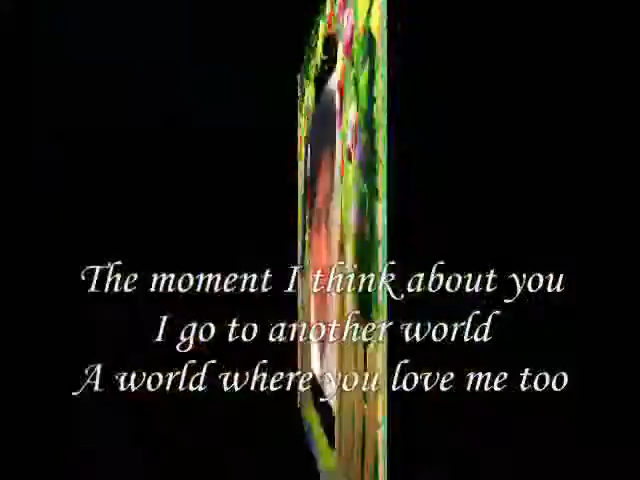 The moment I think about you
I go to another world
A world where you love me too